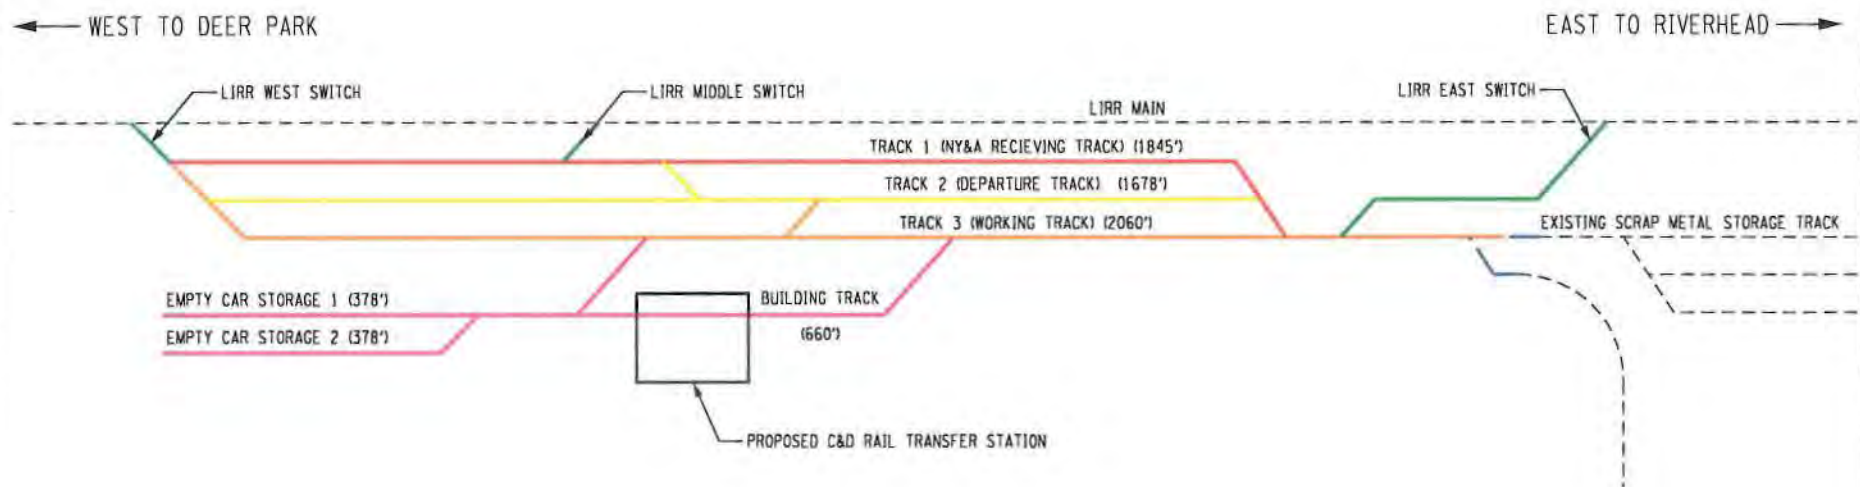 WEST TO DEER PARK
EAST TO RIVERHEAD
LIRR WEST SWITCH
LIRR MIDDLE SWITCH
LIRR EAST SWITCH
LIRR MAIN
TRACK 1 (NY&A RECIEVING TRACK) (1845')
TRACK 2 (DEPARTURE TRACK) (1678')
TRACK 3 (WORKING TRACK) (2060')
EXISTING SCRAP METAL STORAGE TRACK
EMPTY CAR STORAGE 1 (378')
BUILDING TRACK
(660')
EMPTY CAR STORAGE 2 (378')
PROPOSED C&D RAIL TRANSFER STATION